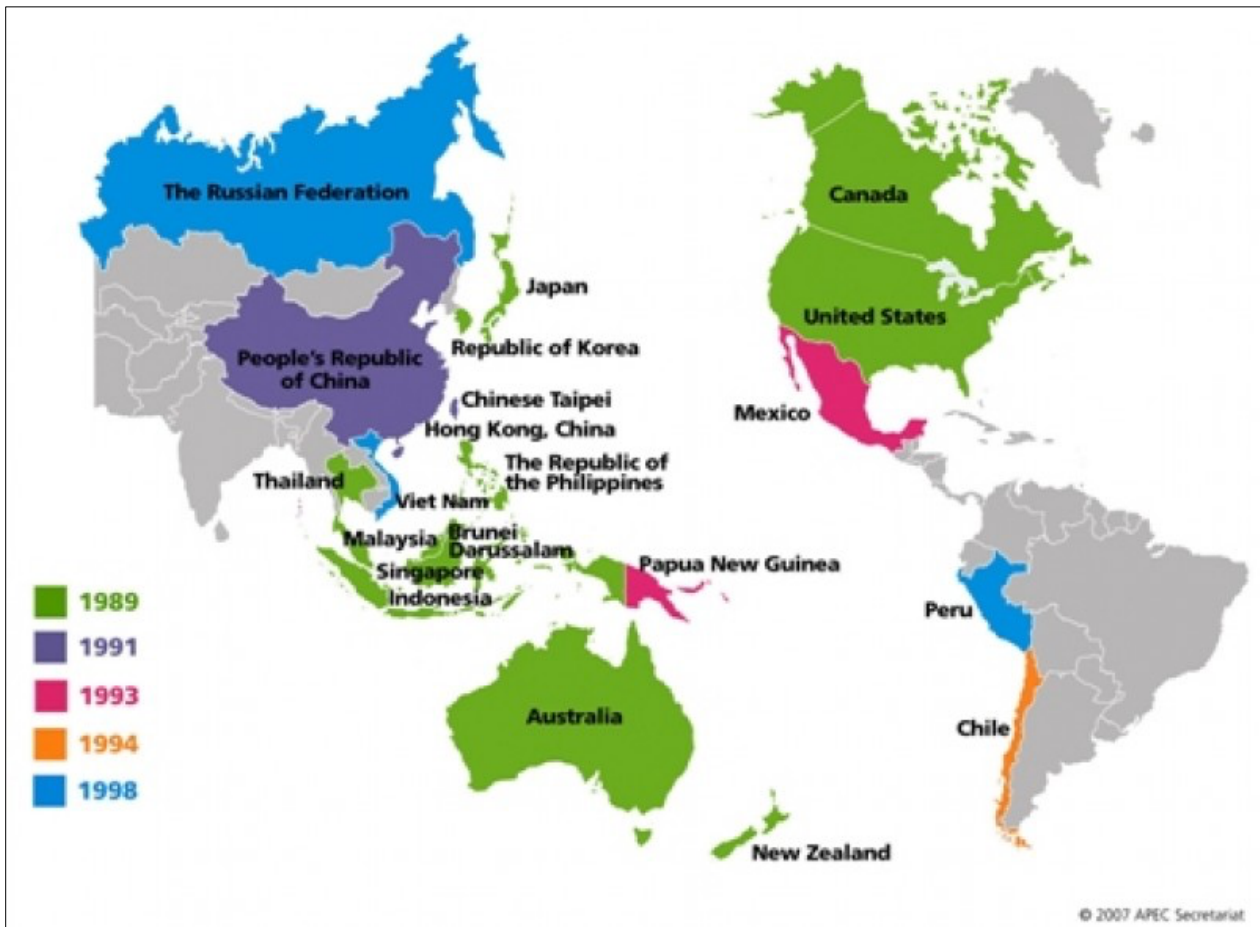 The Russian Federation
Canada
Japan
United States
Republic of Korea
People's Republic
of China
Chinese Taipei
Mexico
Hong Kong, China
The Republic of
the Philippines
Thailand
Viet Nam
Malaysia
Brunei
Darussalam
Singapore
Indonesia
Papua New Guinea
Peru
Australia
Chile
New Zealand
1989
1991
1993
1994
1998
© 2007 APEC Secretariat